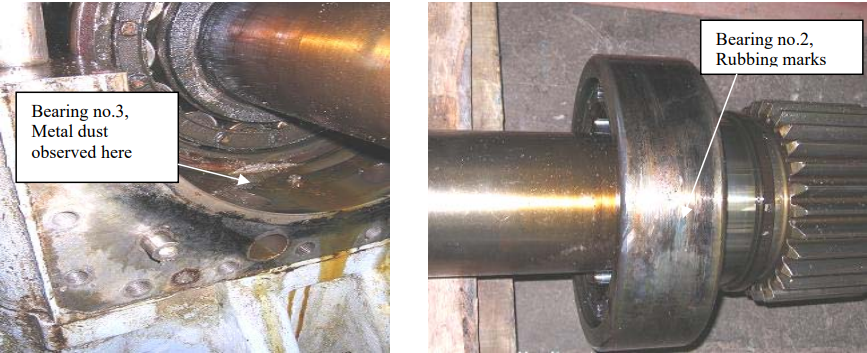 Bearing no.3,
Metal dust
observed here
Bearing no.2,
Rubbing marks